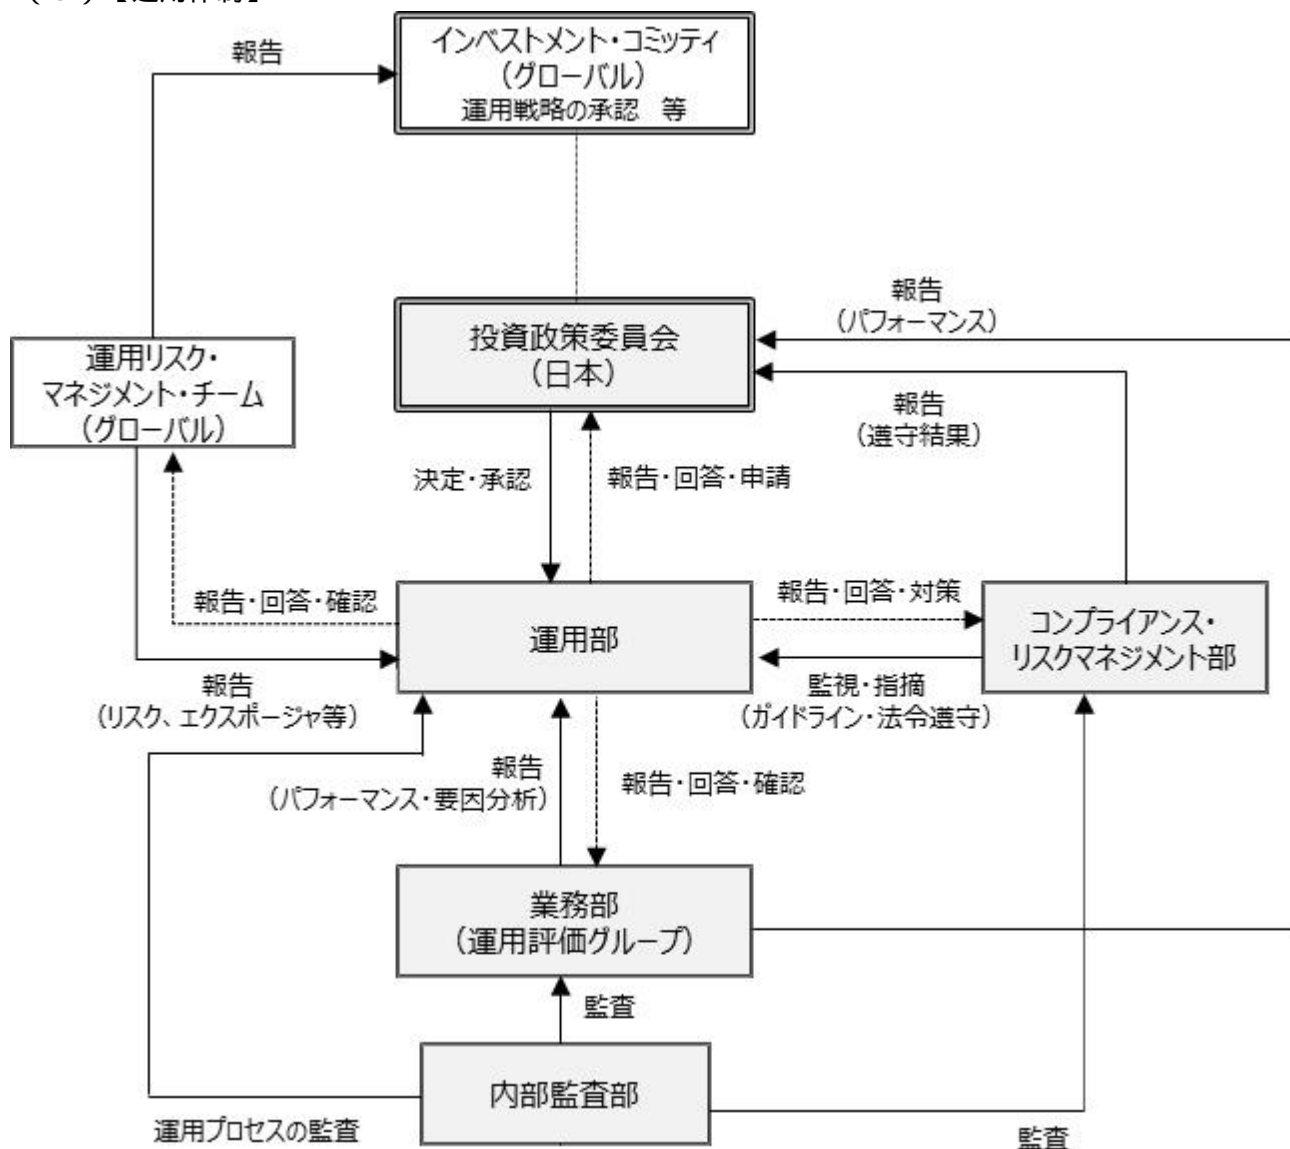 報告
インベストメント・コミッティ
（グローバル）
運用戦略の承認　等
報告
（パフォーマンス）
投資政策委員会
（日本）
運用リスク・
マネジメント・チーム
（グローバル）
報告
（遵守結果）
決定・承認
報告・回答・申請
報告・回答・確認
報告・回答・対策
運用部
コンプライアンス・
リスクマネジメント部
報告
（リスク、エクスポージャ等）
監視・指摘
（ガイドライン・法令遵守）
報告
（パフォーマンス・要因分析）
報告・回答・確認
業務部
（運用評価グループ）
監査
内部監査部
運用プロセスの監査
監査